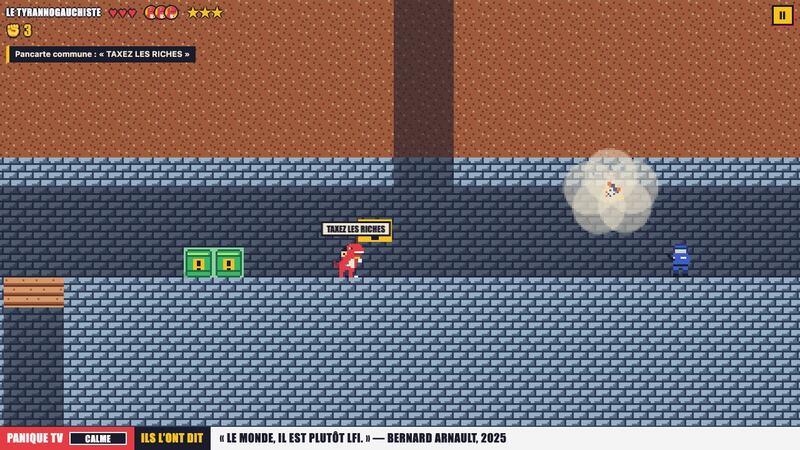 LE TYRANNOGAUCHISTE
3
Pancarte commune : « TAXEZ LES RICHES »
TAXEZ LES RICHES
! !
PANIQUE TV CALME ILS L'ONT DIT « LE MONDE, IL EST PLUTÔT LFI. » — BERNARD ARNAULT, 2025